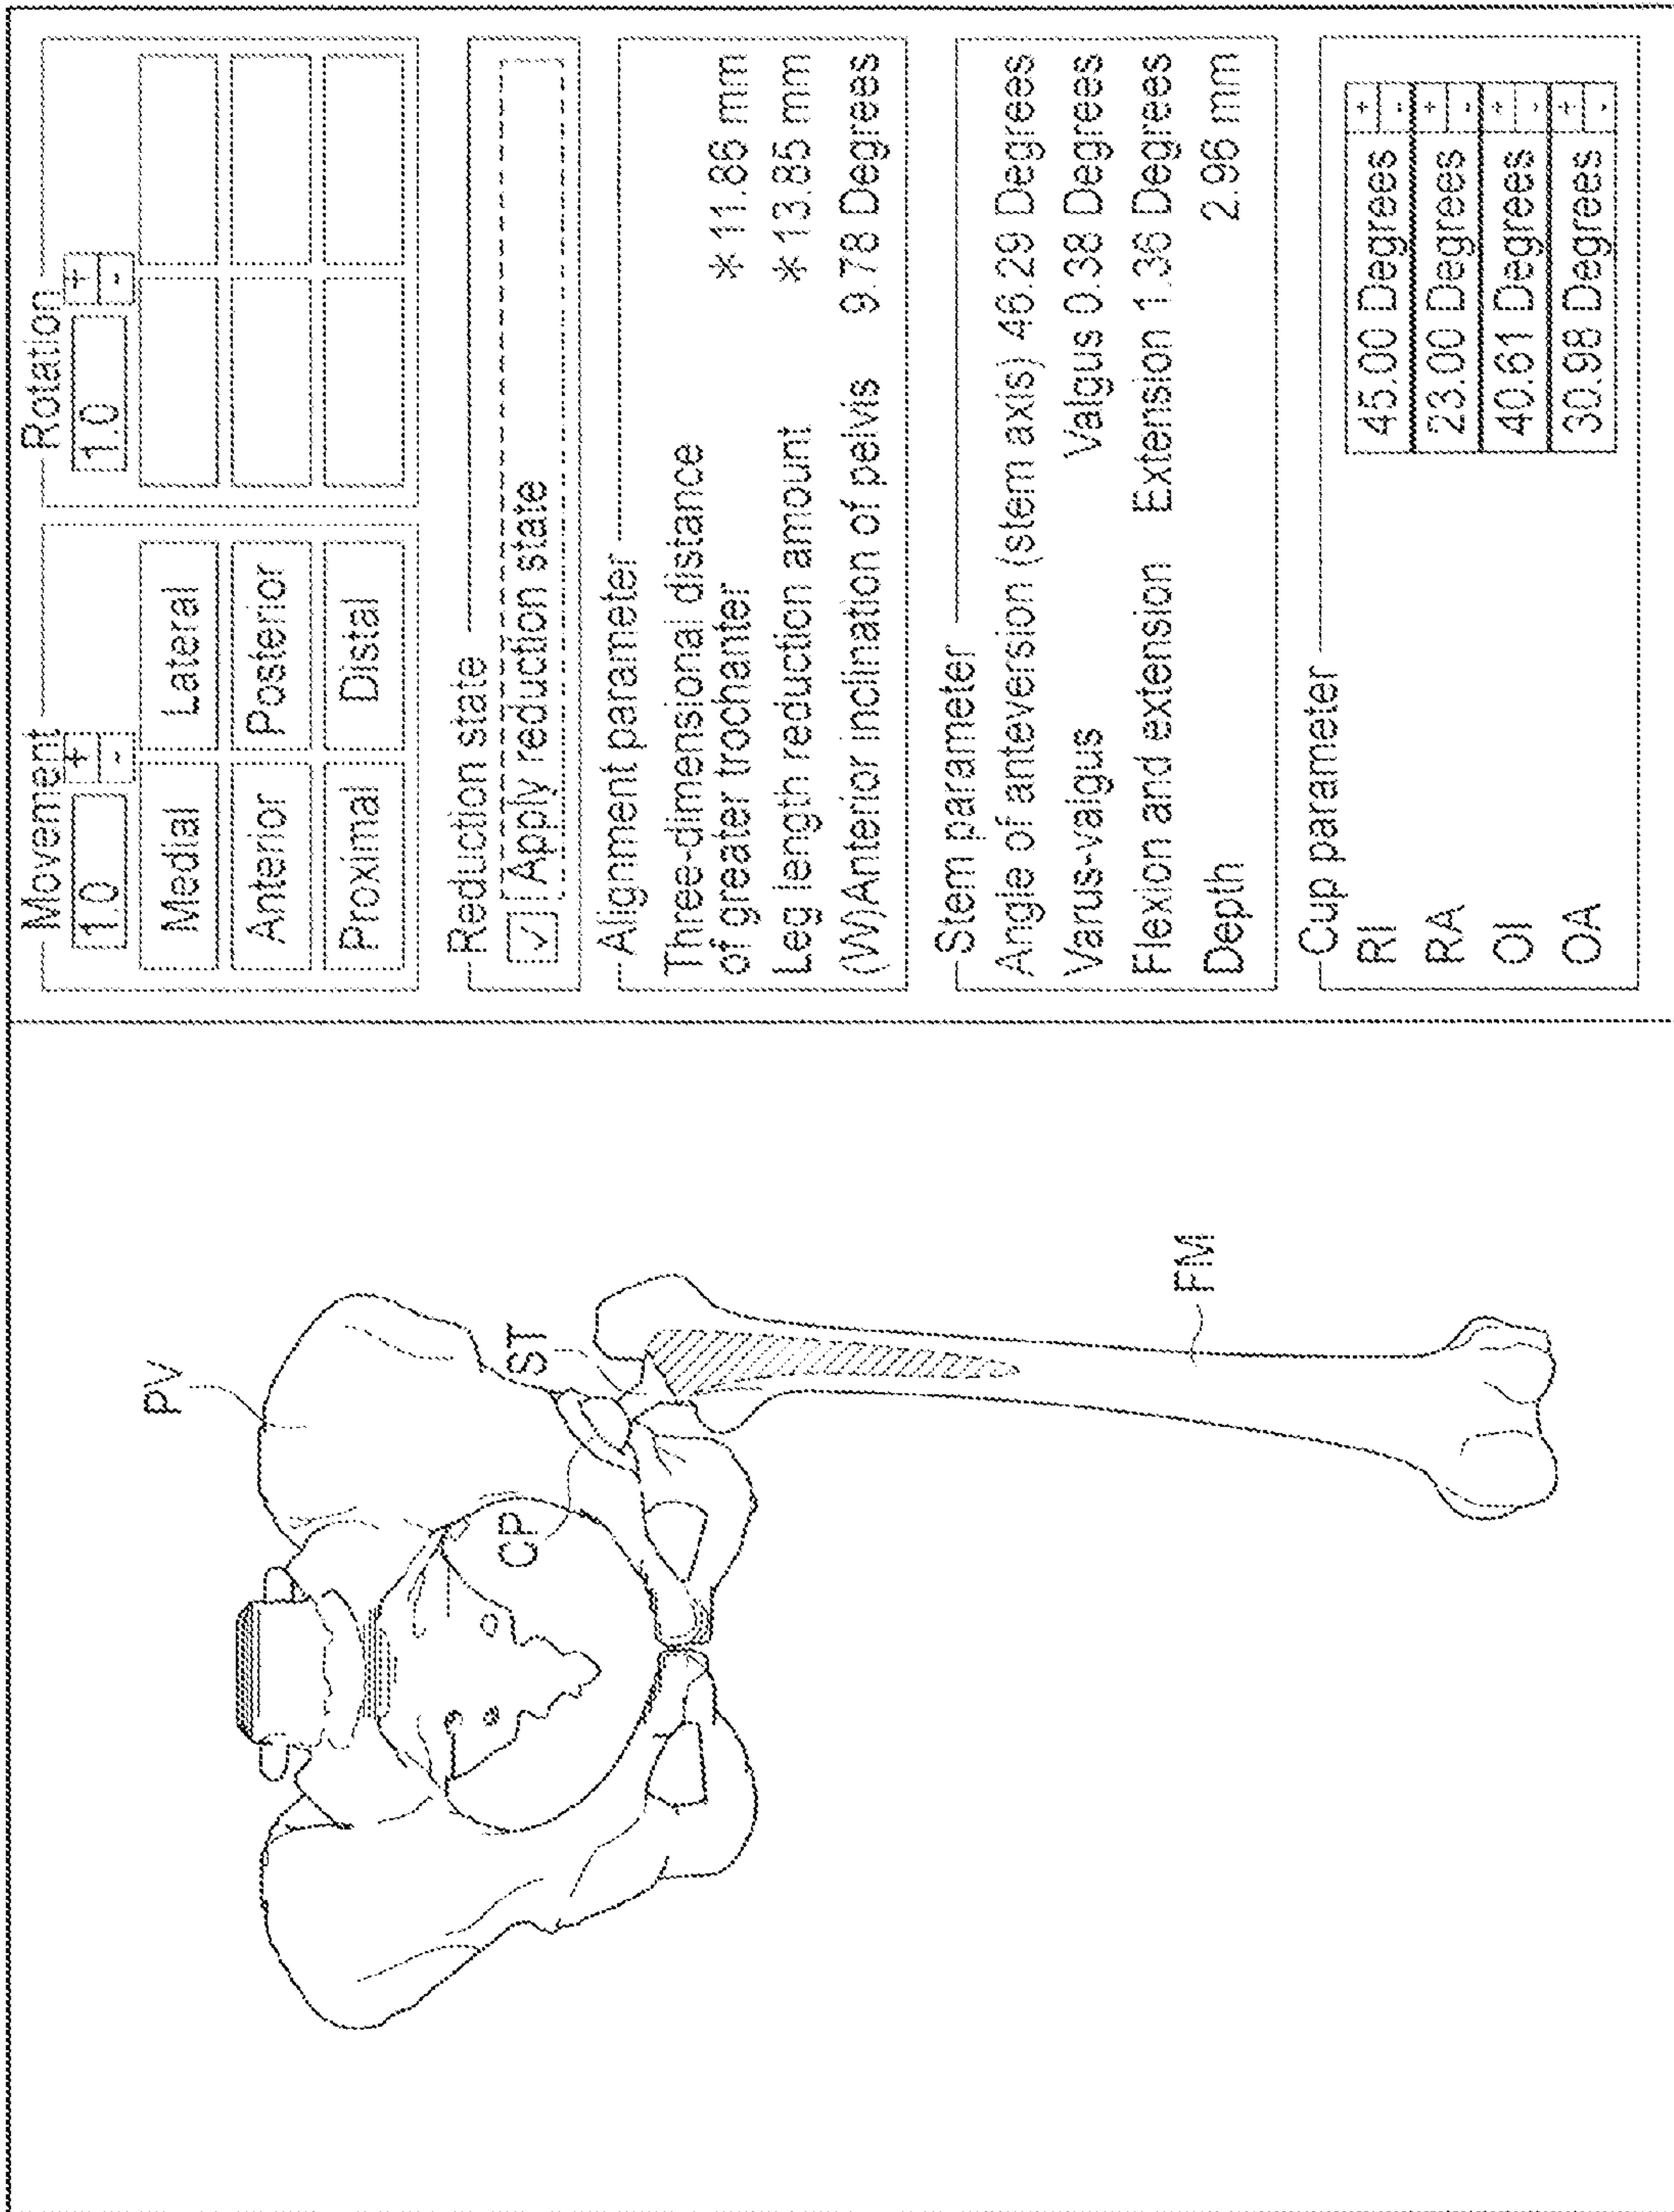 PV
ST
CP
FM
Movement
1.0 + -
Medial Lateral
Anterior Posterior
Proximal Distal
Rotation
1.0 + -
Reduction state
✓ Apply reduction state
Alignment parameter
Three-dimensional distance
of greater trochanter *11.86 mm
Leg length reduction amount *13.85 mm
(W)Anterior inclination of pelvis 9.78 Degrees
Stem parameter
Angle of anteversion (stem axis) 46.29 Degrees
Varus-valgus Valgus 0.38 Degrees
Flexion and extension Extension 1.36 Degrees
Depth 2.96 mm
Cup parameter
RI 45.00 Degrees + -
RA 23.00 Degrees + -
OI 40.61 Degrees + -
OA 30.98 Degrees + -